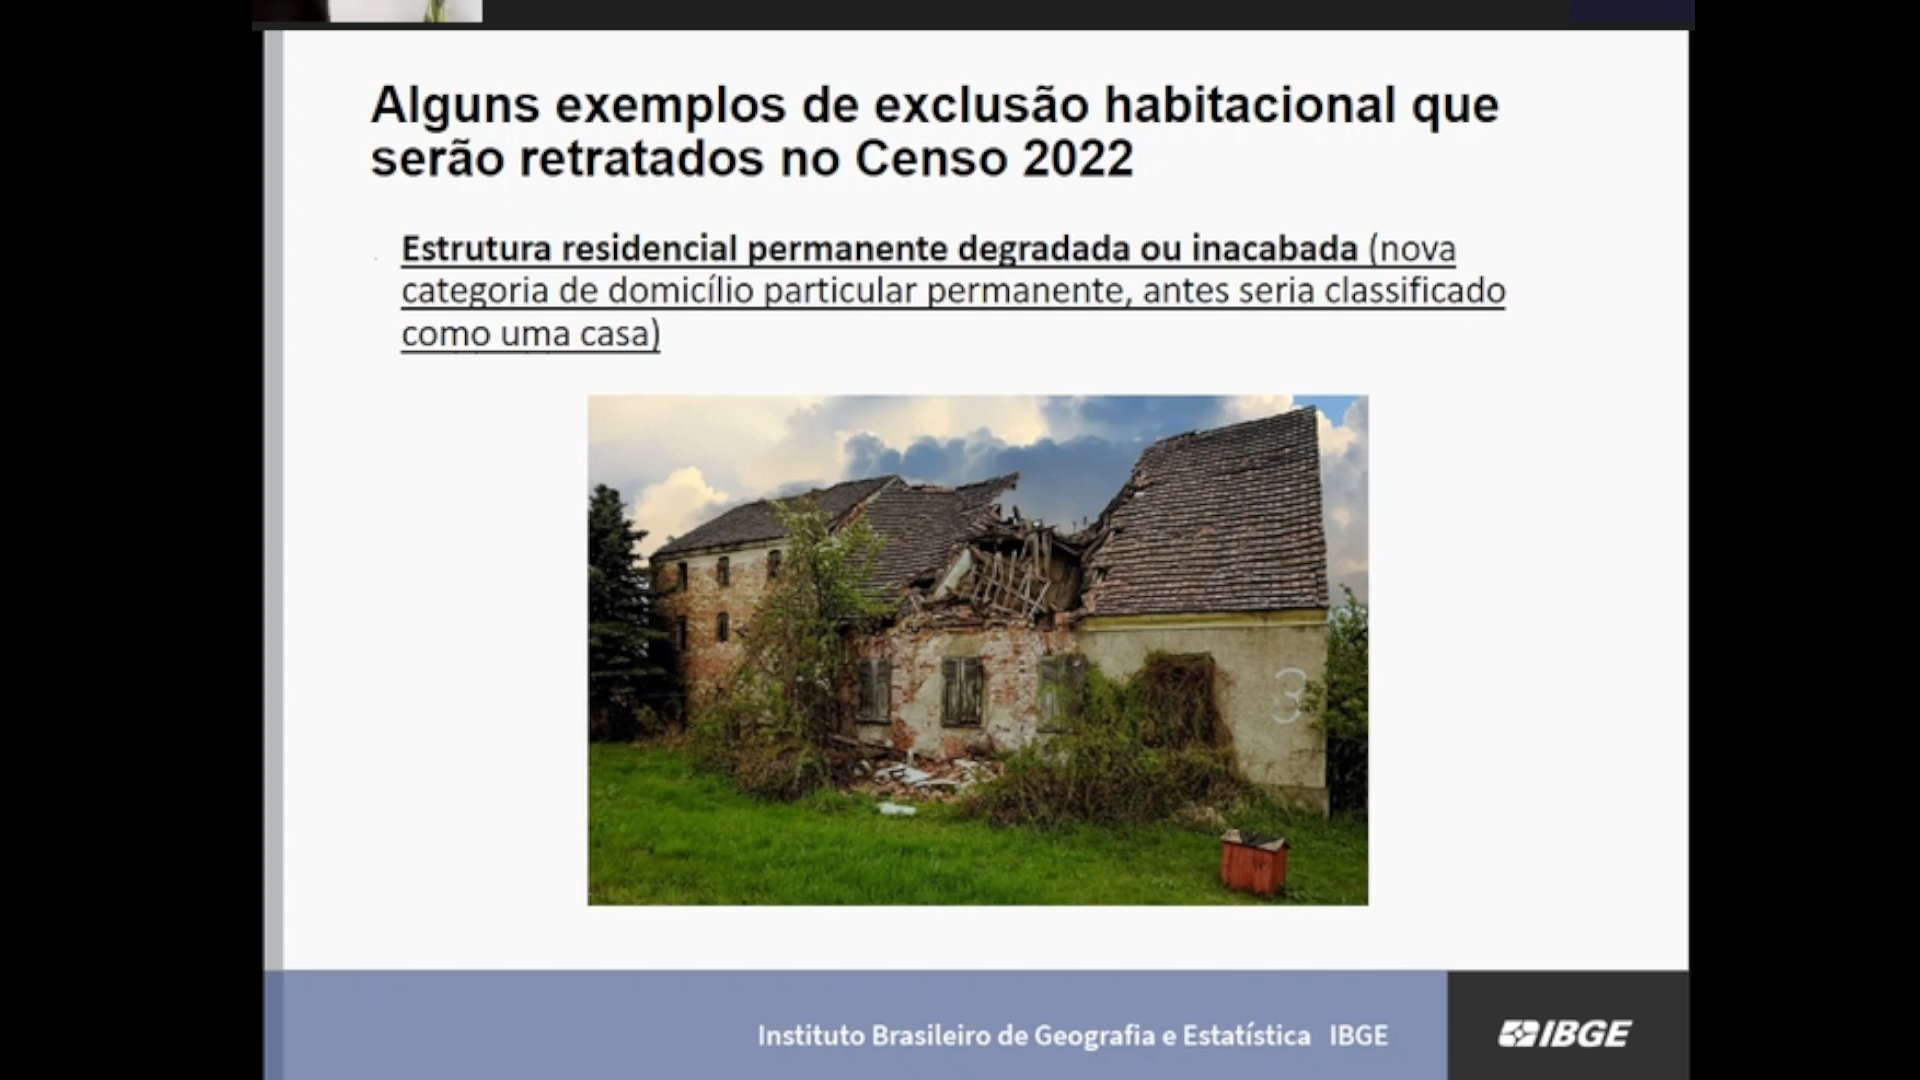 Alguns exemplos de exclusão habitacional que
serão retratados no Censo 2022
Estrutura residencial permanente degradada ou inacabada (nova
categoria de domicílio particular permanente, antes seria classificado
como uma casa)
3
Instituto Brasileiro de Geografia e Estatística IBGE
IBGE